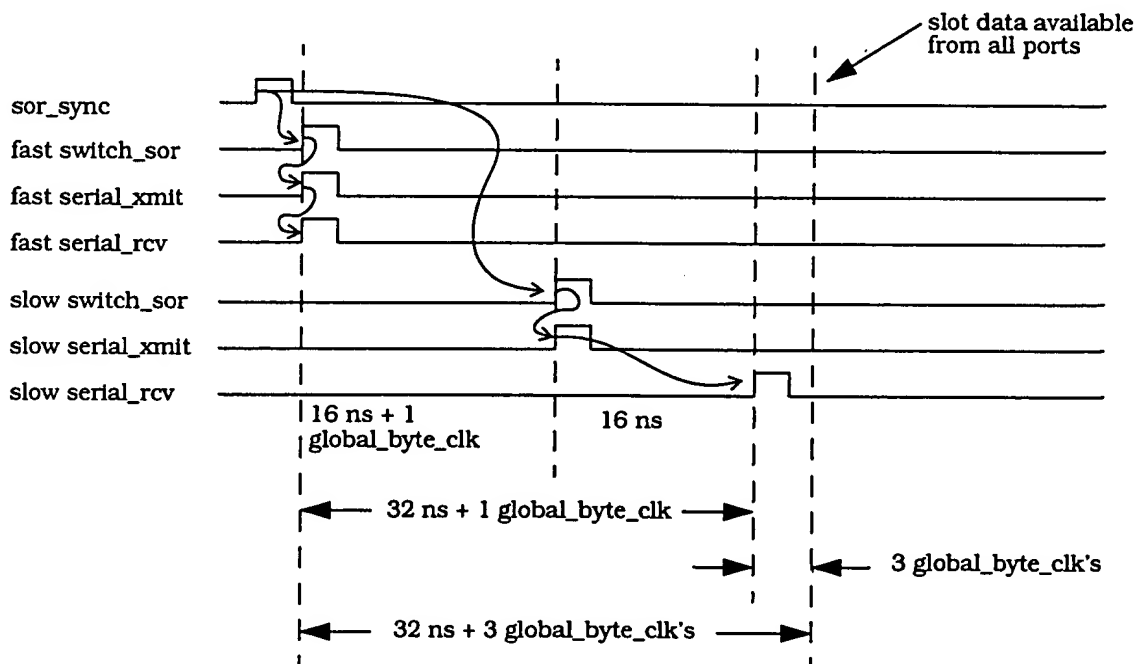 slot data available
from all ports
sor_sync
fast switch_sor
fast serial_xmit
fast serial_rcv
slow switch_sor
slow serial_xmit
slow serial_rcv
16 ns + 1
global_byte_clk
16 ns
32 ns + 1 global_byte_clk
3 global_byte_clk's
32 ns + 3 global_byte_clk's